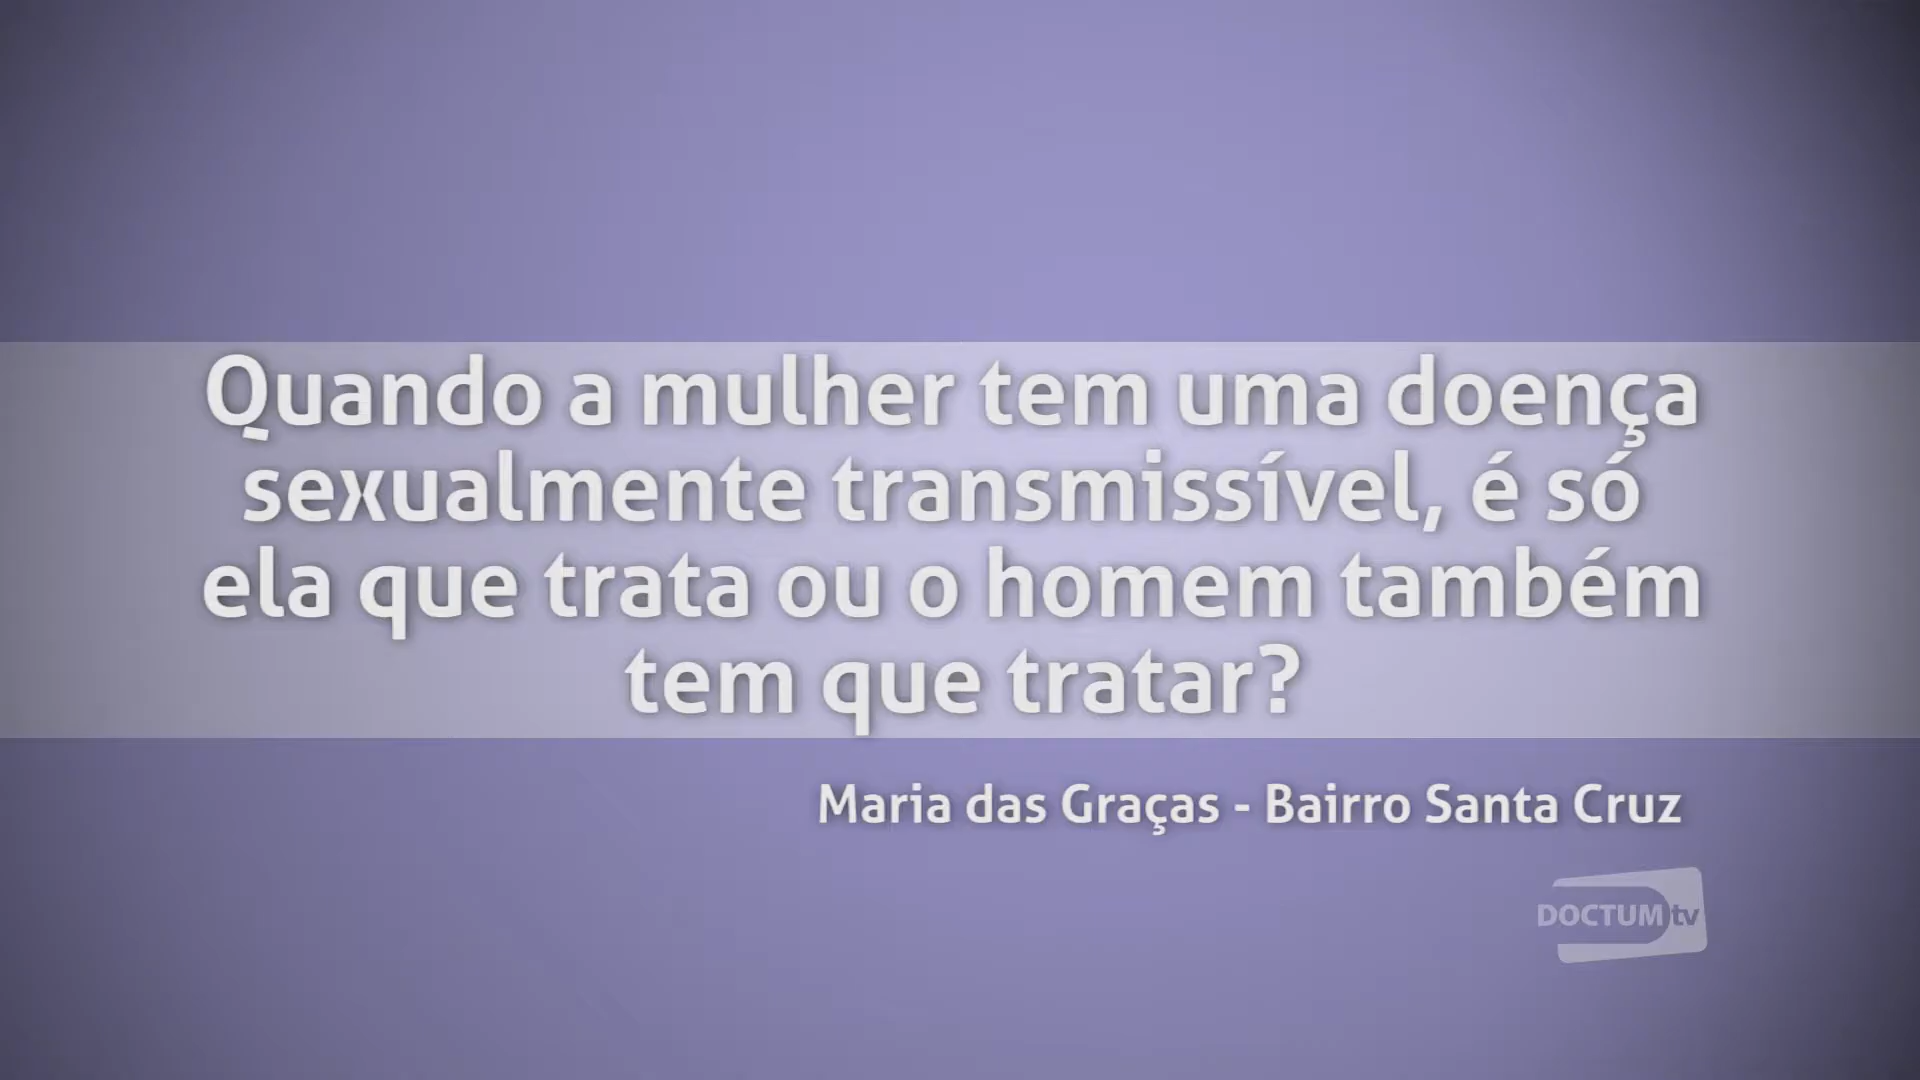 Quando a mulher tem uma doença
sexualmente transmissível, é só
ela que trata ou o homem também
tem que tratar?
Maria das Graças - Bairro Santa Cruz
DOCTUM tv